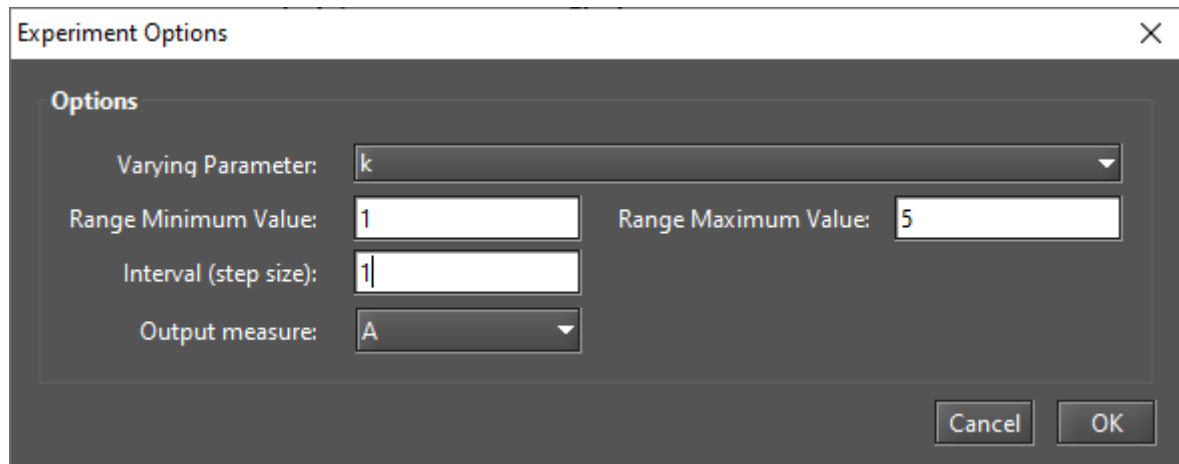 Experiment Options
Options
Varying Parameter: k
Range Minimum Value: 1 Range Maximum Value: 5
Interval (step size): 1
Output measure: A
Cancel OK